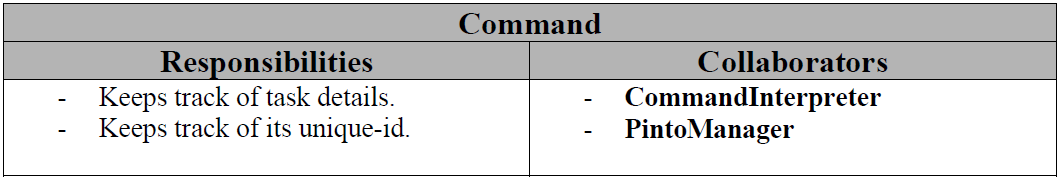 Command
Responsibilities
Collaborators
- Keeps track of task details.
- Keeps track of its unique-id.
- CommandInterpreter
- PintoManager